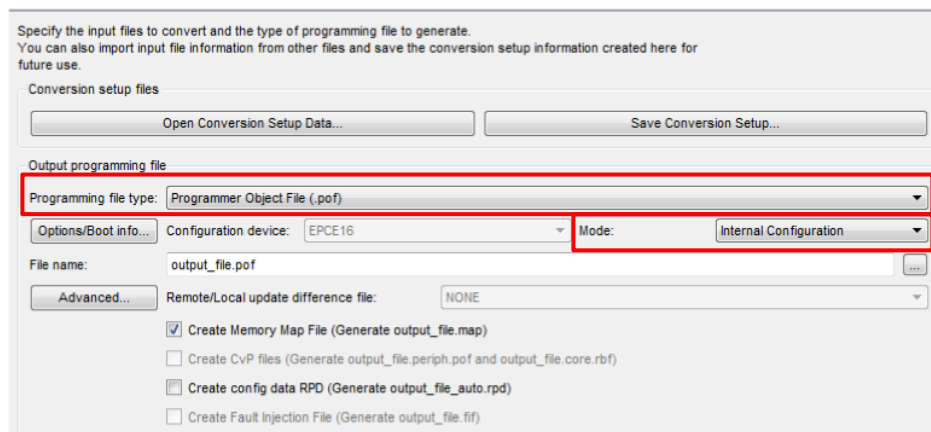 Specify the input files to convert and the type of programming file to generate.
You can also import input file information from other files and save the conversion setup information created here for
future use.
Conversion setup files
Open Conversion Setup Data...
Save Conversion Setup...
Output programming file
Programming file type: Programmer Object File (.pof)
Options/Boot info... Configuration device: EPCE16 Mode: Internal Configuration
File name: output_file.pof ...
Advanced... Remote/Local update difference file: NONE
Create Memory Map File (Generate output_file.map)
Create CvP files (Generate output_file.periph.pof and output_file.core.rbf)
Create config data RPD (Generate output_file_auto.rpd)
Create Fault Injection File (Generate output_file.fif)